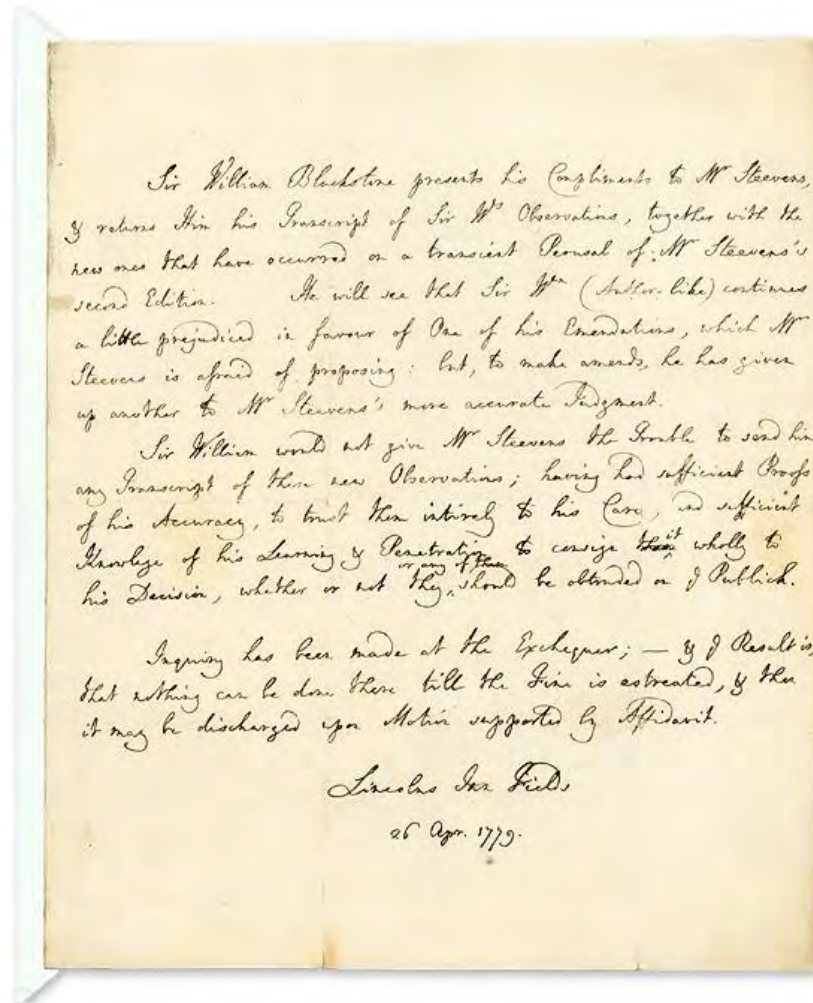 Sir William Blackstone presents his Compliments to Mr Steevens,
& returns Him his Transcript of Sir Wms Observations, together with the
new ones that have occurred on a transient Perusal of Mr Steevens's
second Edition. He will see that Sir Wm (Author-like) continues
a little prejudiced in favour of One of his Emendations, which Mr
Steevens is afraid of proposing: but, to make amends, he has given
up another to Mr Steevens's more accurate Judgment.
Sir William would not give Mr Steevens the Trouble to send him
any Transcript of these new Observations; having had sufficient Proofs
of his Accuracy, to trust them intirely to his Care, and sufficient
Knowlege of his Learning & Penetration to consign it wholly to
his Decision, whether or not they, or any of them should be obtruded on ye Publick.
Inquiry has been made at the Exchequer; — & ye Result is,
that nothing can be done there till the Fine is estreated, & then
it may be discharged upon Motion supported by Affidavit.
Lincolns Inn Fields
26 Apr. 1779.